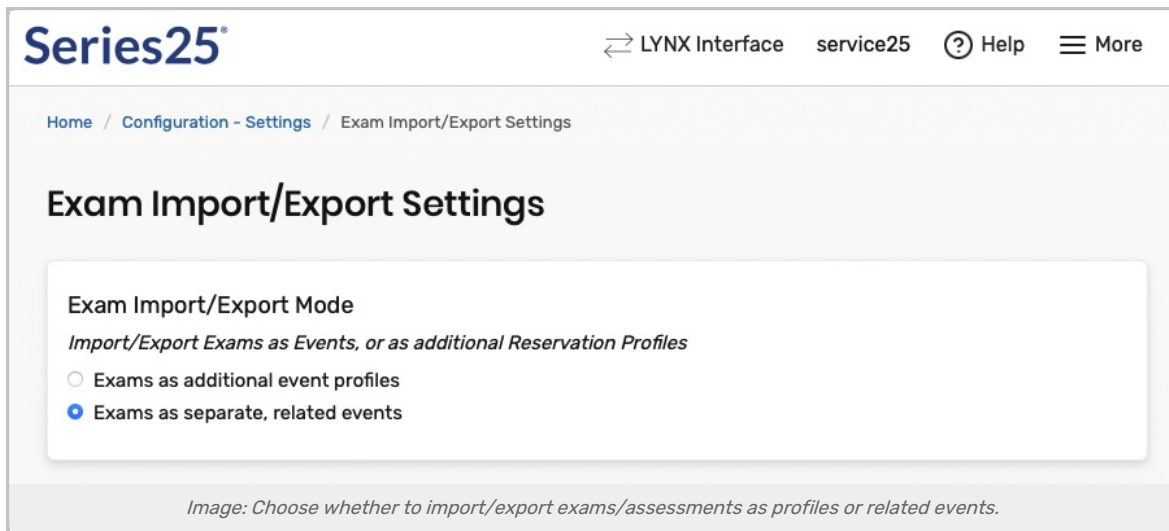 Series25®
LYNX Interface service25 Help More
Home / Configuration - Settings / Exam Import/Export Settings
Exam Import/Export Settings
Exam Import/Export Mode
Import/Export Exams as Events, or as additional Reservation Profiles
Exams as additional event profiles
Exams as separate, related events
Image: Choose whether to import/export exams/assessments as profiles or related events.